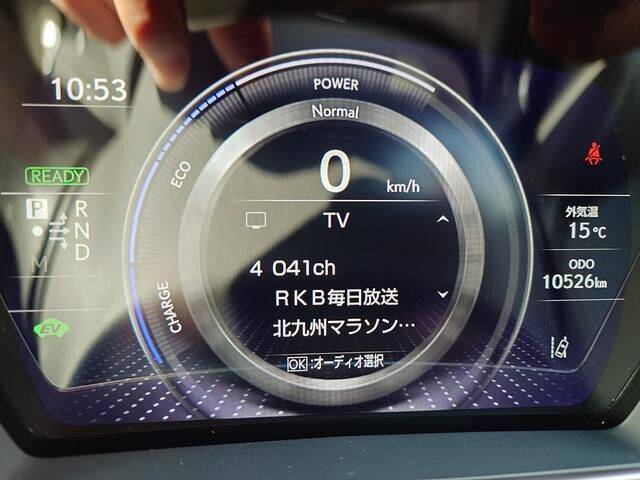 10:53
POWER
Normal
ECO
CHARGE
READY
P R
N
D
M
EV
0 km/h
TV
4 041ch
RKB毎日放送
北九州マラソン…
OK:オーディオ選択
外気温
15℃
ODO
10526km